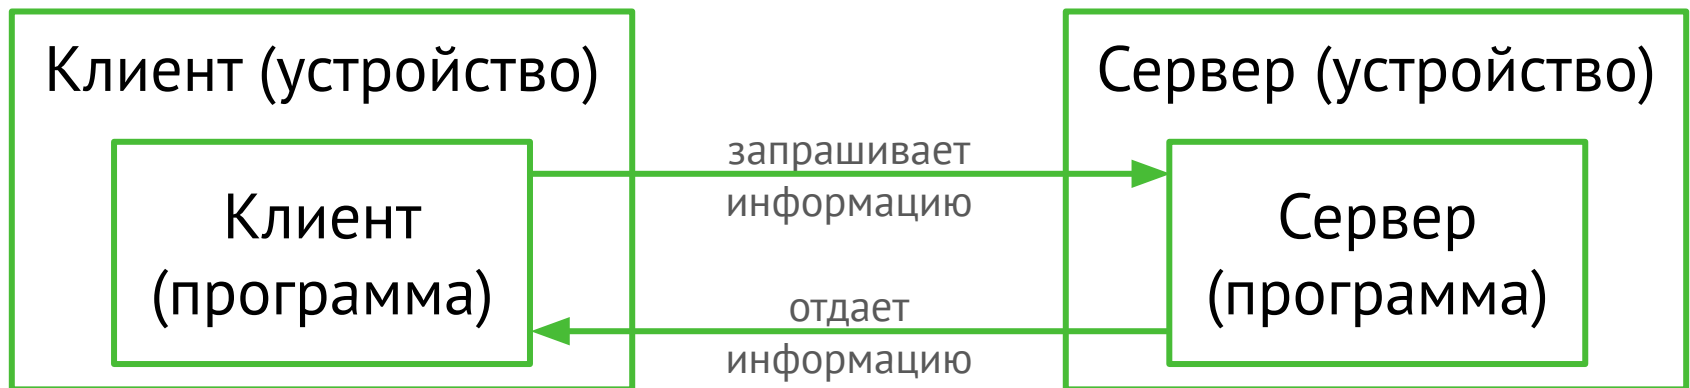 Клиент (устройство)
Клиент
(программа)
запрашивает
информацию
отдает
информацию
Сервер (устройство)
Сервер
(программа)